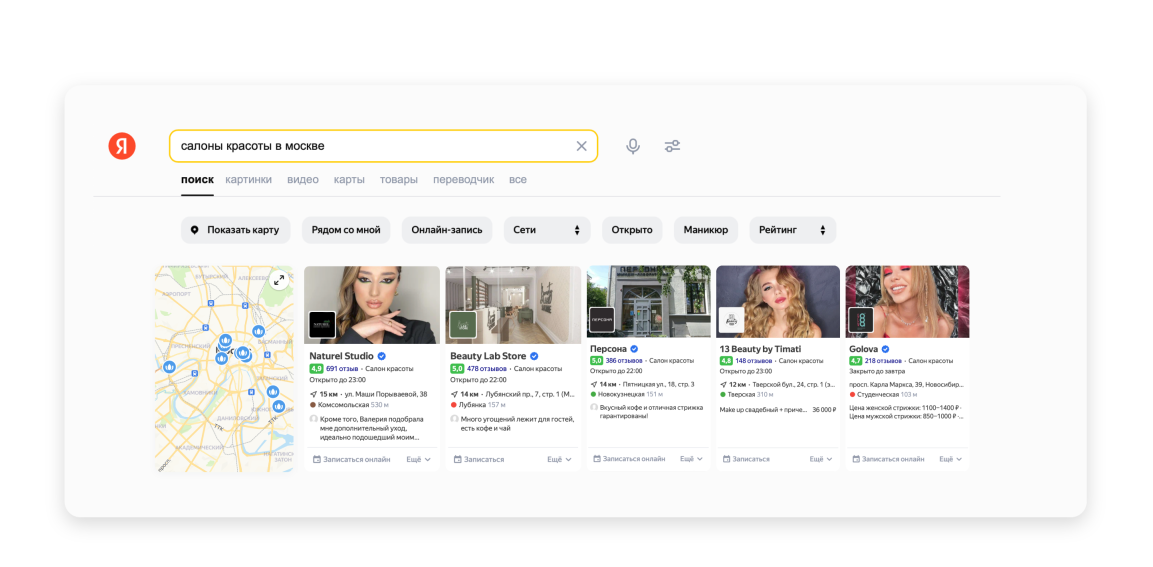 Я
салоны красоты в москве
поиск картинки видео карты товары переводчик все
Показать карту Рядом со мной Онлайн-запись Сети Открыто Маникюр Рейтинг
БУТЫРСКИЙ
АЛЕКСЕЕВС
АЭРОПОРТ
ПРЕСНЕНСКИЙ
БАСМАННЫЙ
ХАМОВНИКИ
ДАНИЛОВСКИЙ
ТТК
ТТК
АКАДЕМИЧЕСКИЙ
ЗАТОН
просп.
Naturel Studio
4,9 691 отзыв · Салон красоты
Открыто до 23:00
15 км · ул. Маши Порываевой, 38
Комсомольская 530 м
Кроме того, Валерия подобрала
мне дополнительный уход,
идеально подошедший моим...
Записаться онлайн Ещё
Beauty Lab Store
5,0 478 отзывов · Салон красоты
Открыто до 22:00
14 км · Лубянский пр., 7, стр. 1 (М...
Лубянка 157 м
Много угощений лежит для гостей,
есть кофе и чай
Записаться Ещё
ПЕРСОНА
Персона
5,0 386 отзывов · Салон красоты
Открыто до 22:00
14 км · Пятницкая ул., 18, стр. 3
Новокузнецкая 151 м
Вкусный кофе и отличная стрижка
гарантированы!
Записаться онлайн Ещё
13 Beauty by Timati
4,8 148 отзывов · Салон красоты
Открыто до 23:00
12 км · Тверской бул., 24, стр. 1 (э...
Тверская 310 м
Make up свадебный + приче... 36 000 ₽
Записаться Ещё
Golova
4,7 218 отзывов · Салон красоты
Закрыто до завтра
просп. Карла Маркса, 39, Новосибир...
Студенческая 103 м
Цена женской стрижки: 1100–1400 ₽ ·
Цена мужской стрижки: 850–1000 ₽ ·...
Записаться онлайн Ещё